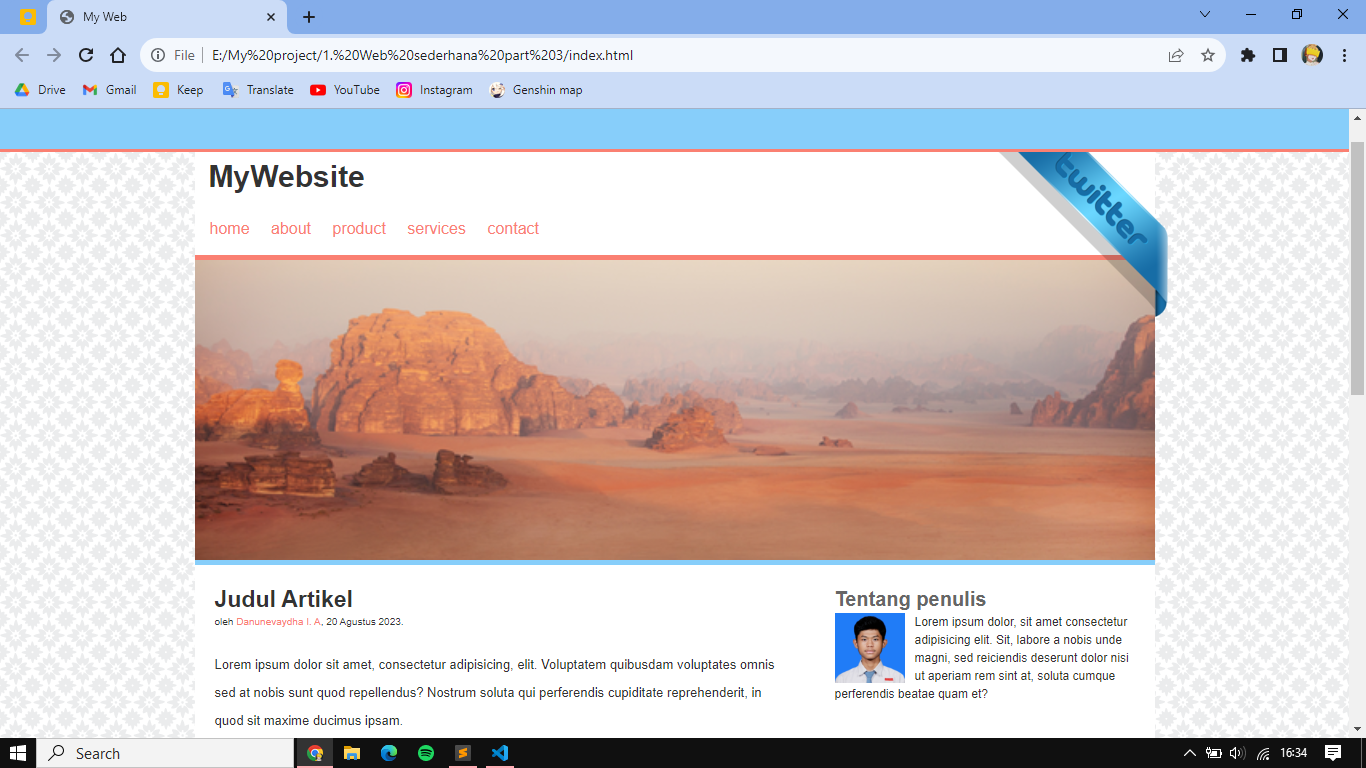 My Web
File
E:/My%20project/1.%20Web%20sederhana%20part%203/index.html
Drive Gmail Keep Translate YouTube Instagram Genshin map
MyWebsite
twitter
home about product services contact
Judul Artikel
oleh Danunevaydha I. A, 20 Agustus 2023.
Lorem ipsum dolor sit amet, consectetur adipisicing, elit. Voluptatem quibusdam voluptates omnis
sed at nobis sunt quod repellendus? Nostrum soluta qui perferendis cupiditate reprehenderit, in
quod sit maxime ducimus ipsam.
Tentang penulis
Lorem ipsum dolor, sit amet consectetur
adipisicing elit. Sit, labore a nobis unde
magni, sed reiciendis deserunt dolor nisi
ut aperiam rem sint at, soluta cumque
perferendis beatae quam et?
Search
16:34